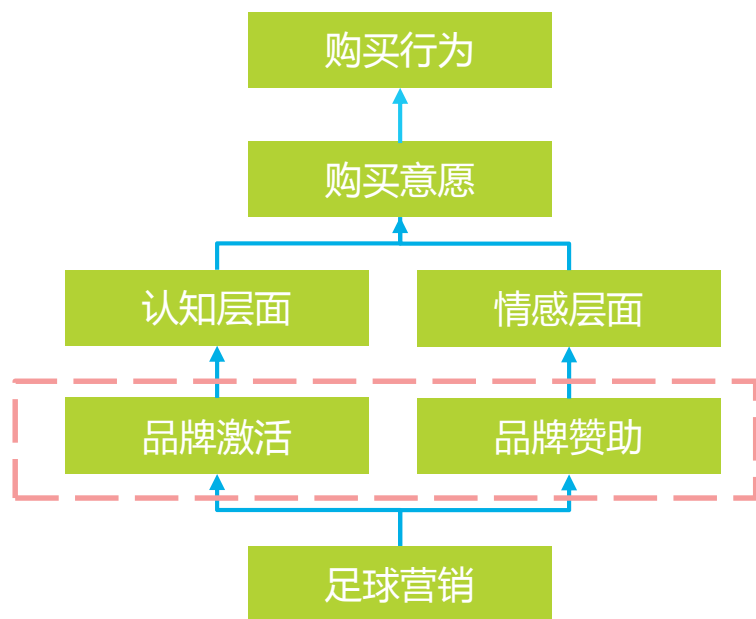 购买行为
购买意愿
认知层面
情感层面
品牌激活
品牌赞助
足球营销